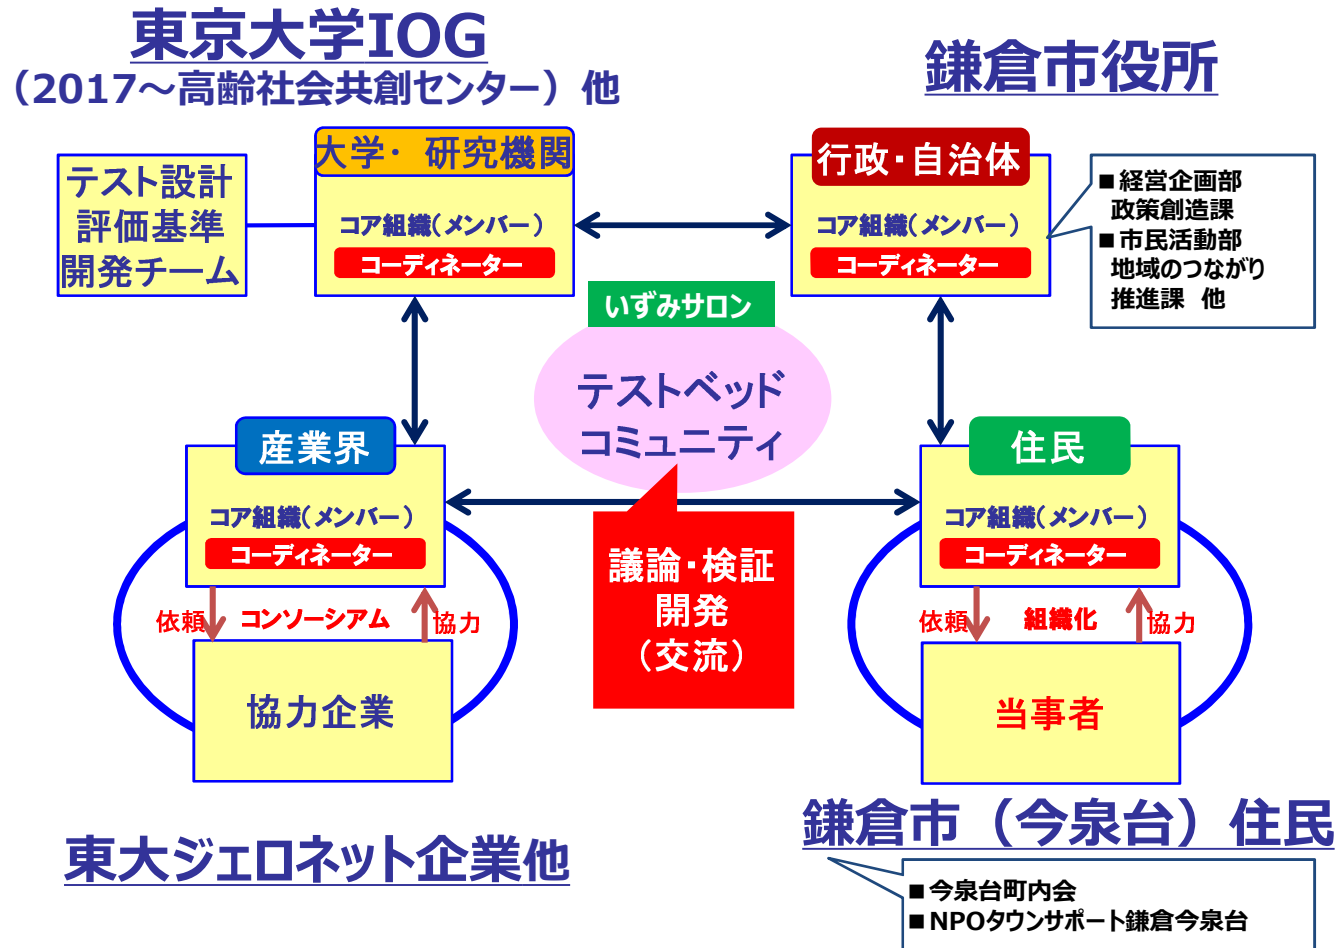 東京大学IOG
（2017～高齢社会共創センター）他
鎌倉市役所
大学・ 研究機関
コア組織(メンバー)
コーディネーター
テスト設計
評価基準
開発チーム
行政・自治体
コア組織(メンバー)
コーディネーター
■経営企画部
政策創造課
■市民活動部
地域のつながり
推進課 他
いずみサロン
テストベッド
コミュニティ
議論・検証
開発
（交流）
産業界
コア組織(メンバー)
コーディネーター
依頼
コンソーシアム
協力
協力企業
東大ジェロネット企業他
住民
コア組織(メンバー)
コーディネーター
依頼
組織化
協力
当事者
鎌倉市（今泉台）住民
■今泉台町内会
■NPOタウンサポート鎌倉今泉台